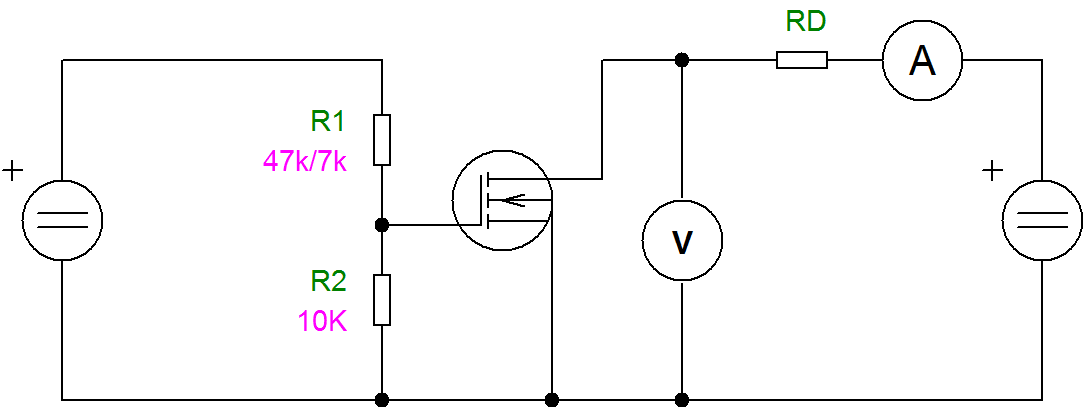 RD
A
R1
47k/7k
+
+
V
R2
10K